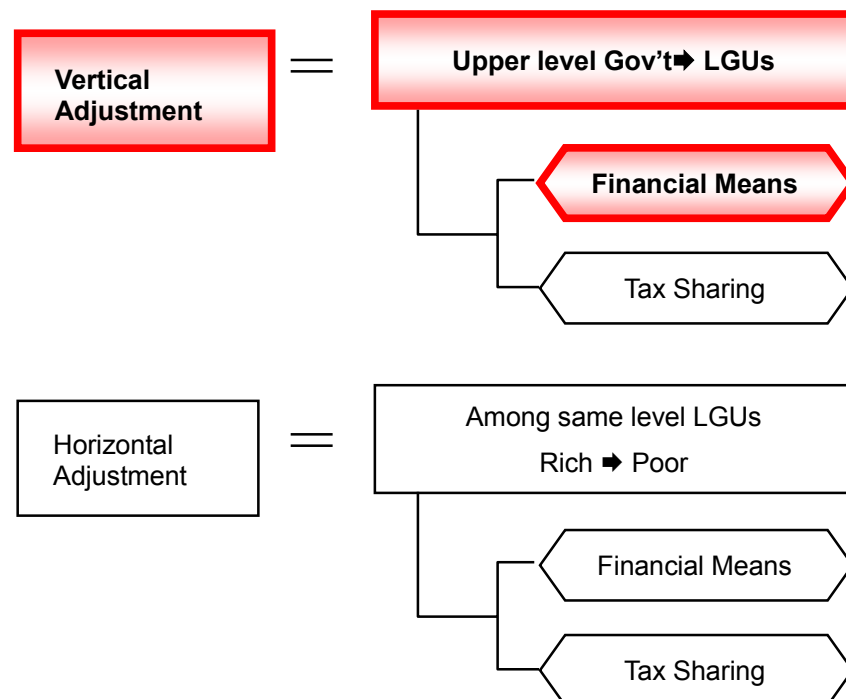 Vertical
Adjustment
Upper level Gov't➡ LGUs
Financial Means
Tax Sharing
Horizontal
Adjustment
Among same level LGUs
Rich ➡ Poor
Financial Means
Tax Sharing